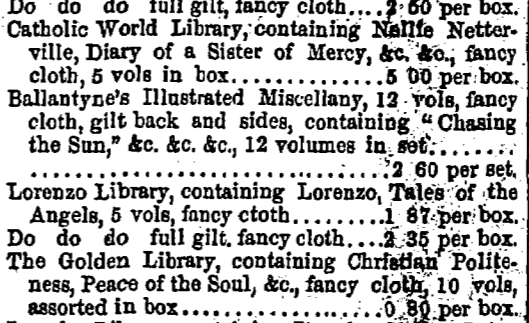 Do do do full gilt, fancy cloth....2 50 per box.
Catholic World Library, containing Nallie Netter-
ville, Diary of a Sister of Mercy, &c. &c., fancy
cloth, 5 vols in box..............5 00 per box.
Ballantyne's Illustrated Miscellany, 12 vols, fancy
cloth, gilt back and sides, containing "Chasing
the Sun," &c. &c. &c., 12 volumes in set.......
.................................2 60 per set.
Lorenzo Library, containing Lorenzo, Tales of the
Angels, 5 vols, fancy ctoth.........1 87 per box.
Do do do full gilt. fancy cloth....2 35 per box.
The Golden Library, containing Christian Polite-
ness, Peace of the Soul, &c., fancy cloth, 10 vols,
assorted in box....................0 80 per box.